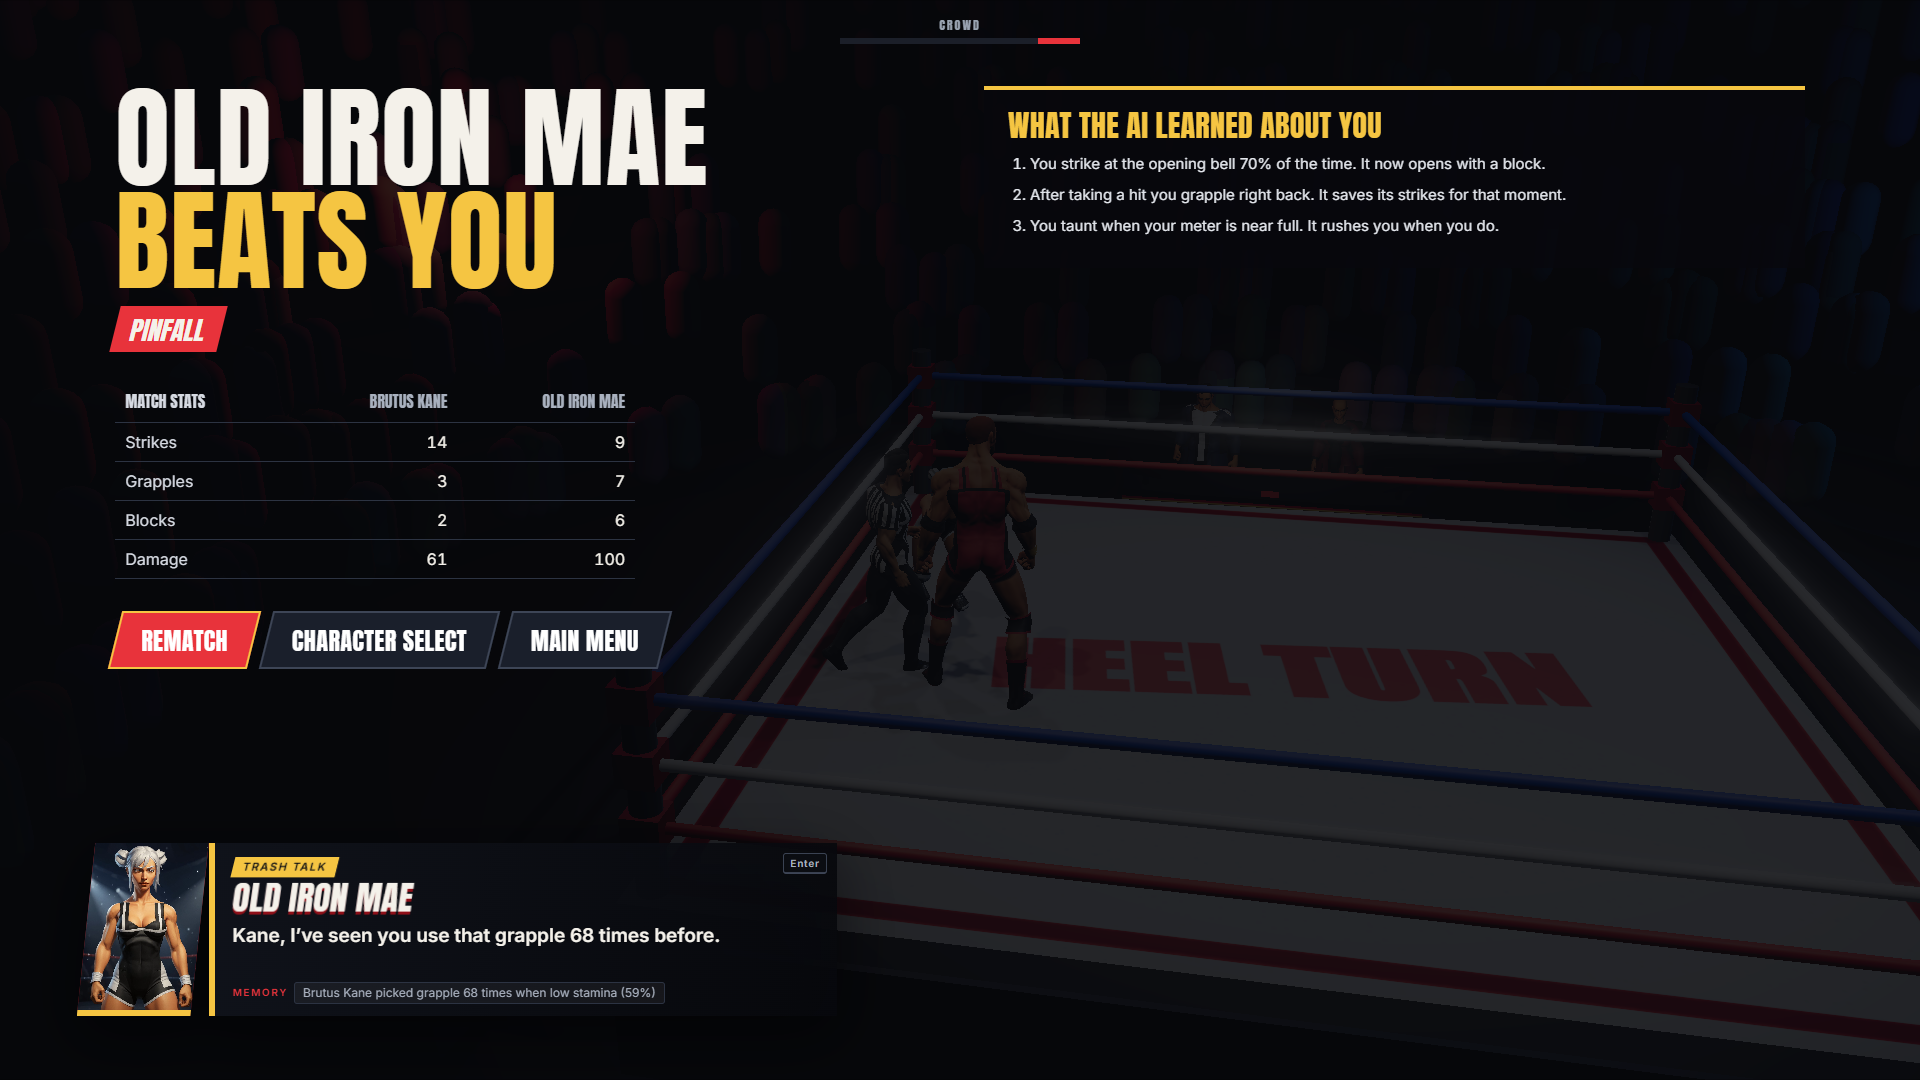 CROWD
OLD IRON MAE
BEATS YOU
PINFALL
MATCH STATS BRUTUS KANE OLD IRON MAE
Strikes 14 9
Grapples 3 7
Blocks 2 6
Damage 61 100
REMATCH CHARACTER SELECT MAIN MENU
WHAT THE AI LEARNED ABOUT YOU
1. You strike at the opening bell 70% of the time. It now opens with a block.
2. After taking a hit you grapple right back. It saves its strikes for that moment.
3. You taunt when your meter is near full. It rushes you when you do.
HEEL TURN
TRASH TALK
Enter
OLD IRON MAE
Kane, I’ve seen you use that grapple 68 times before.
MEMORY Brutus Kane picked grapple 68 times when low stamina (59%)